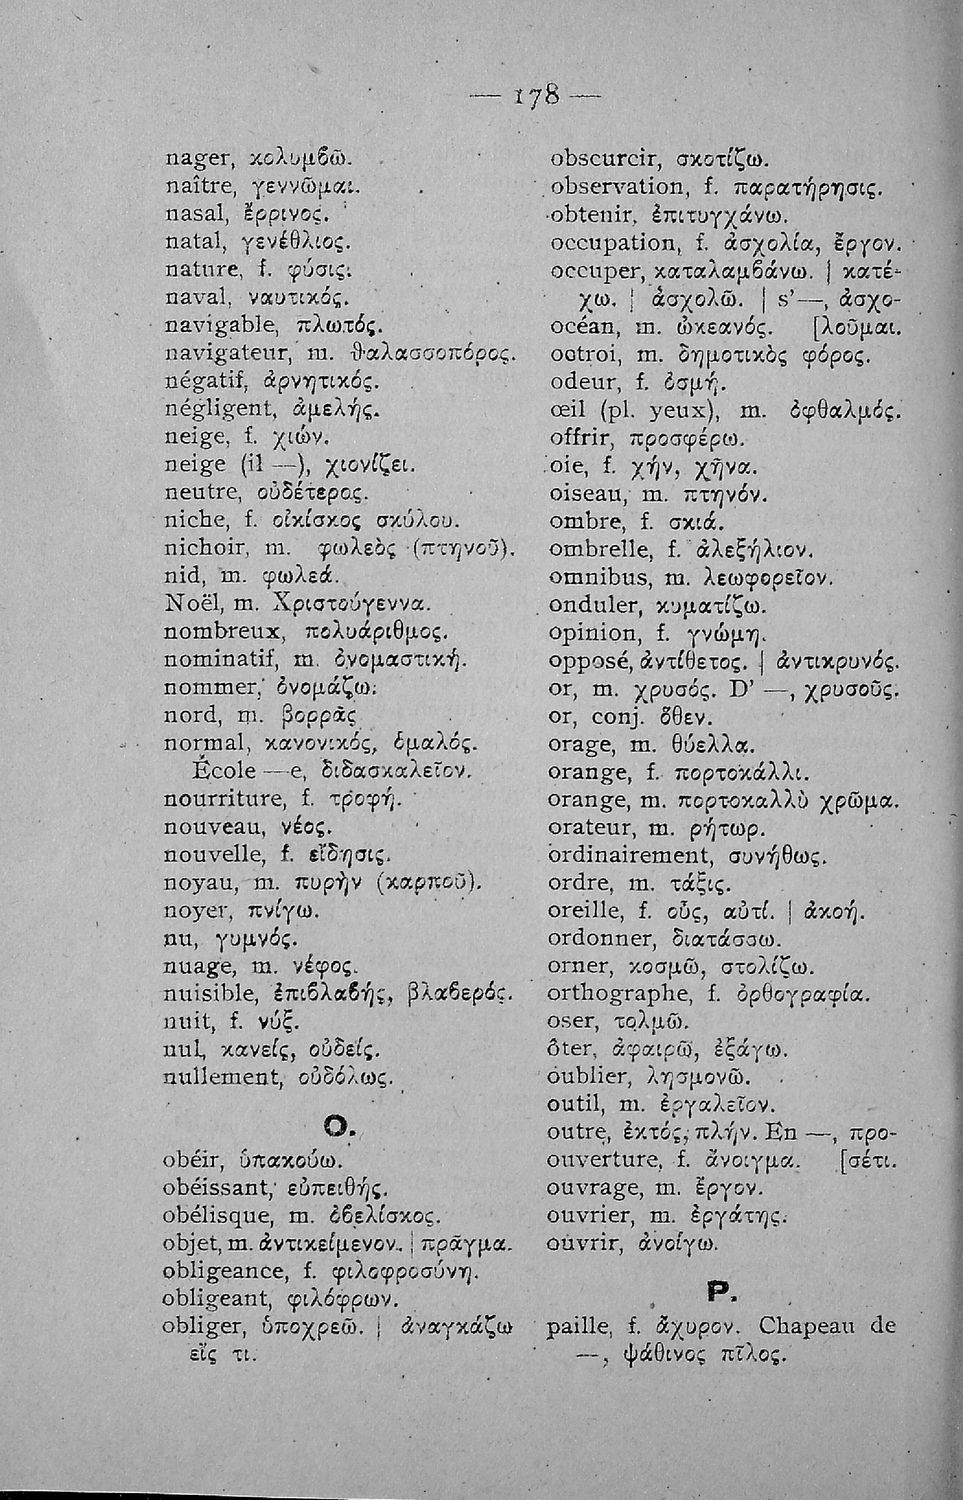 — 178 —
nager, κολυμϐῶ.
naître, γεννῶμαι.
nasal, ἔρρινος.
natal, γενέθλιος.
nature, f. φύσις.
naval, ναυτικός.
navigable, πλωτός.
navigateur, m. ϑαλασσοπόρος.
négatif, ἀρνητικός.
négligent, ἀμελής.
neige, f. χιών.
neige (il —), χιονίζει.
neutre, οὐδέτερος.
niche, f. οἰκίσκος σκύλου.
nichoir, m. φωλεὸς (πτηνοῦ).
nid, m. φωλεά.
Noël, m. Χριστούγεννα.
nombreux, πολυάριθμος.
nominatif, m. ὀνομαστική.
nommer, ὀνομάζω.
nord, m. βορρᾶς
normal, κανονικός, ὁμαλός.
École —e, διδασκαλεῖον.
nourriture, f. τροφή.
nouveau, νέος.
nouvelle, f. εἴδησις.
noyau, m. πυρὴν (καρποῦ).
noyer, πνίγω.
nu, γυμνός.
nuage, m. νέφος.
nuisible, ἐπιϐλαϐής, βλαϐερός.
nuit, f. νύξ.
nul, κανείς, οὐδείς.
nullement, οὐδόλως.
O.
obéir, ὑπακούω.
obéissant, εὐπειθής.
obélisque, m. ὀϐελίσκος.
objet, m. ἀντικείμενον. | πρᾶγμα.
obligeance, f. φιλοφροσύνη.
obligeant, φιλόφρων.
obliger, ὑποχρεῶ. | ἀναγκάζω
εἴς τι.
obscurcir, σκοτίζω.
observation, f. παρατήρησις.
obtenir, ἐπιτυγχάνω.
occupation, f. ἀσχολία, ἔργον.
occuper, καταλαμϐάνω. | κατέ-
χω. | ἀσχολῶ. | s’—, ἀσχο-
océan, m. ὠκεανός. [λοῦμαι.
octroi, m. δημοτικὸς φόρος.
odeur, f. ὀσμή.
œil (pl. yeux), m. ὀφθαλμός.
offrir, προσφέρω.
oie, f. χήν, χῆνα.
oiseau, m. πτηνόν.
ombre, f. σκιά.
ombrelle, f. ἀλεξήλιον.
omnibus, m. λεωφορεῖον.
onduler, κυματίζω.
opinion, f. γνώμη.
opposé, ἀντίθετος. | ἀντικρυνός.
or, m. χρυσός. D’ —, χρυσοῦς.
or, conj. ὅθεν.
orage, m. θύελλα.
orange, f. πορτοκάλλι.
orange, m. πορτοκαλλὺ χρῶμα.
orateur, m. ρήτωρ.
ordinairement, συνήθως.
ordre, m. τάξις.
oreille, f. οὖς, αὐτί. | ἀκοή.
ordonner, διατάσσω.
orner, κοσμῶ, στολίζω.
orthographe, f. ὀρθογραφία.
oser, τολμῶ.
ôter, ἀφαιρῶ, ἐξάγω.
oublier, λησμονῶ.
outil, m. ἐργαλεῖον.
outre, ἐκτός, πλήν. En —, προ-
ouverture, f. ἄνοιγμα. [σέτι.
ouvrage, m. ἔργον.
ouvrier, m. ἐργάτης.
ouvrir, ἀνοίγω.
P.
paille, f. ἄχυρον. Chapeau de
—, ψάθινος πῖλος.